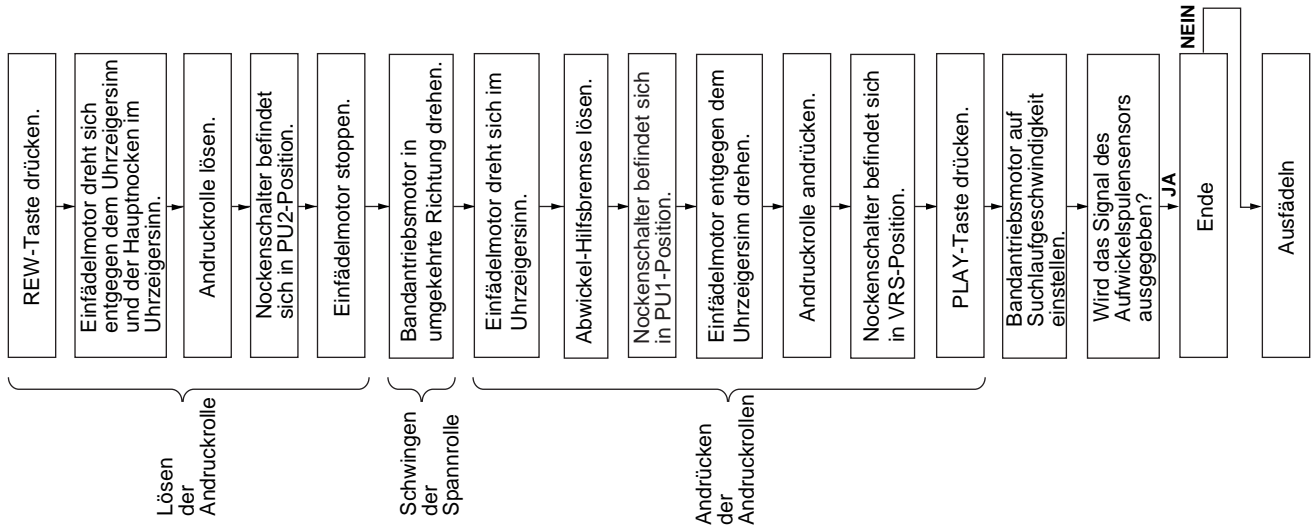 REW-Taste drücken.
Einfädelmotor dreht sich
entgegen dem Uhrzeigersinn
und der Hauptnocken im
Uhrzeigersinn.
Andruckrolle lösen.
Nockenschalter befindet
sich in PU2-Position.
Einfädelmotor stoppen.
Lösen
der
Andruckrolle
Bandantriebsmotor in
umgekehrte Richtung drehen.
Schwingen
der
Spannrolle
Einfädelmotor dreht sich im
Uhrzeigersinn.
Abwickel-Hilfsbremse lösen.
Nockenschalter befindet sich
in PU1-Position.
Einfädelmotor entgegen dem
Uhrzeigersinn drehen.
Andruckrolle andrücken.
Nockenschalter befindet sich
in VRS-Position.
PLAY-Taste drücken.
Andrücken
der
Andruckrollen
Bandantriebsmotor auf
Suchlaufgeschwindigkeit
einstellen.
Wird das Signal des
Aufwickelspulensensors
ausgegeben?
JA
Ende
NEIN
Ausfädeln